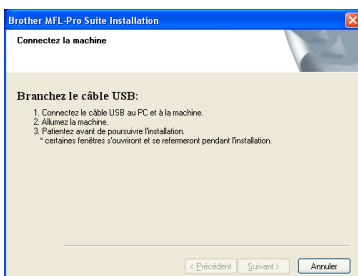 Brother MFL-Pro Suite Installation
Connectez la machine
Branchez le câble USB:
1. Connectez le câble USB au PC et à la machine.
2. Allumez la machine.
3. Patientez avant de poursuivre l'installation.
* certaines fenêtres s'ouvriront et se refermeront pendant l'installation.
< Précédent Suivant > Annuler